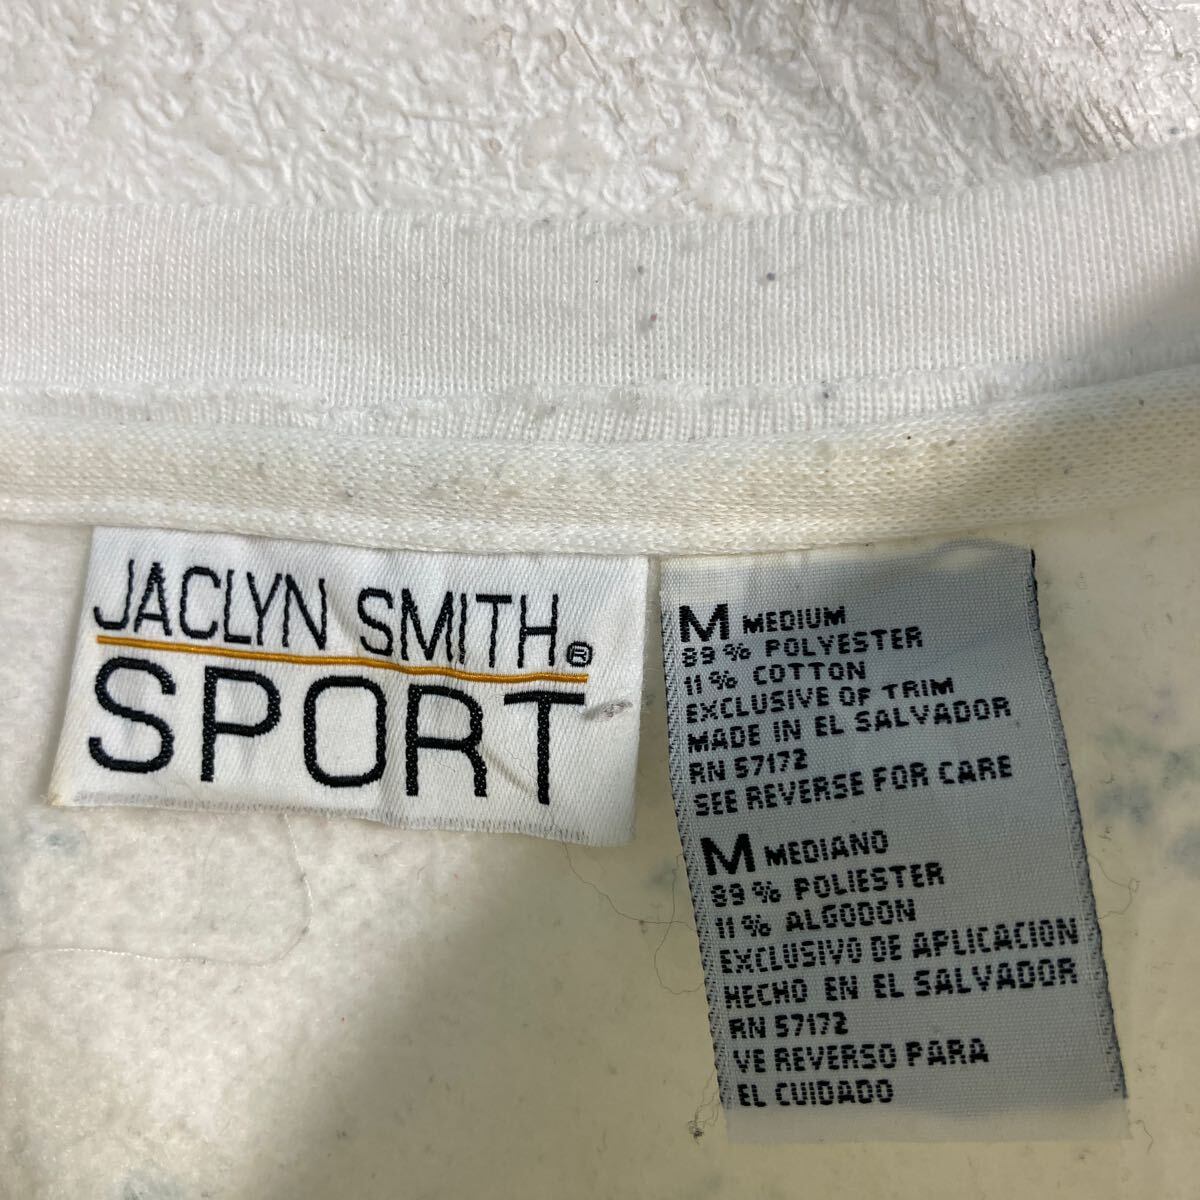 JACLYN SMITH®
SPORT
M MEDIUM
89% POLYESTER
11% COTTON
EXCLUSIVE OF TRIM
MADE IN EL SALVADOR
RN 57172
SEE REVERSE FOR CARE
M MEDIANO
89% POLIESTER
11% ALGODON
EXCLUSIVO DE APLICACION
HECHO EN EL SALVADOR
RN 57172
VE REVERSO PARA
EL CUIDADO